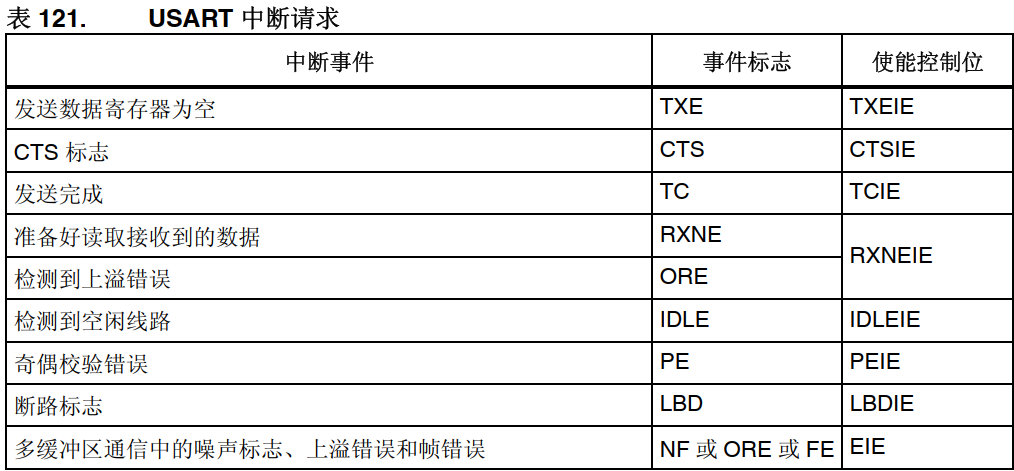 表 121. USART 中断请求
中断事件 事件标志 使能控制位
发送数据寄存器为空 TXE TXEIE
CTS 标志 CTS CTSIE
发送完成 TC TCIE
准备好读取接收到的数据 RXNE RXNEIE
检测到上溢错误 ORE
检测到空闲线路 IDLE IDLEIE
奇偶校验错误 PE PEIE
断路标志 LBD LBDIE
多缓冲区通信中的噪声标志、上溢错误和帧错误 NF 或 ORE 或 FE EIE